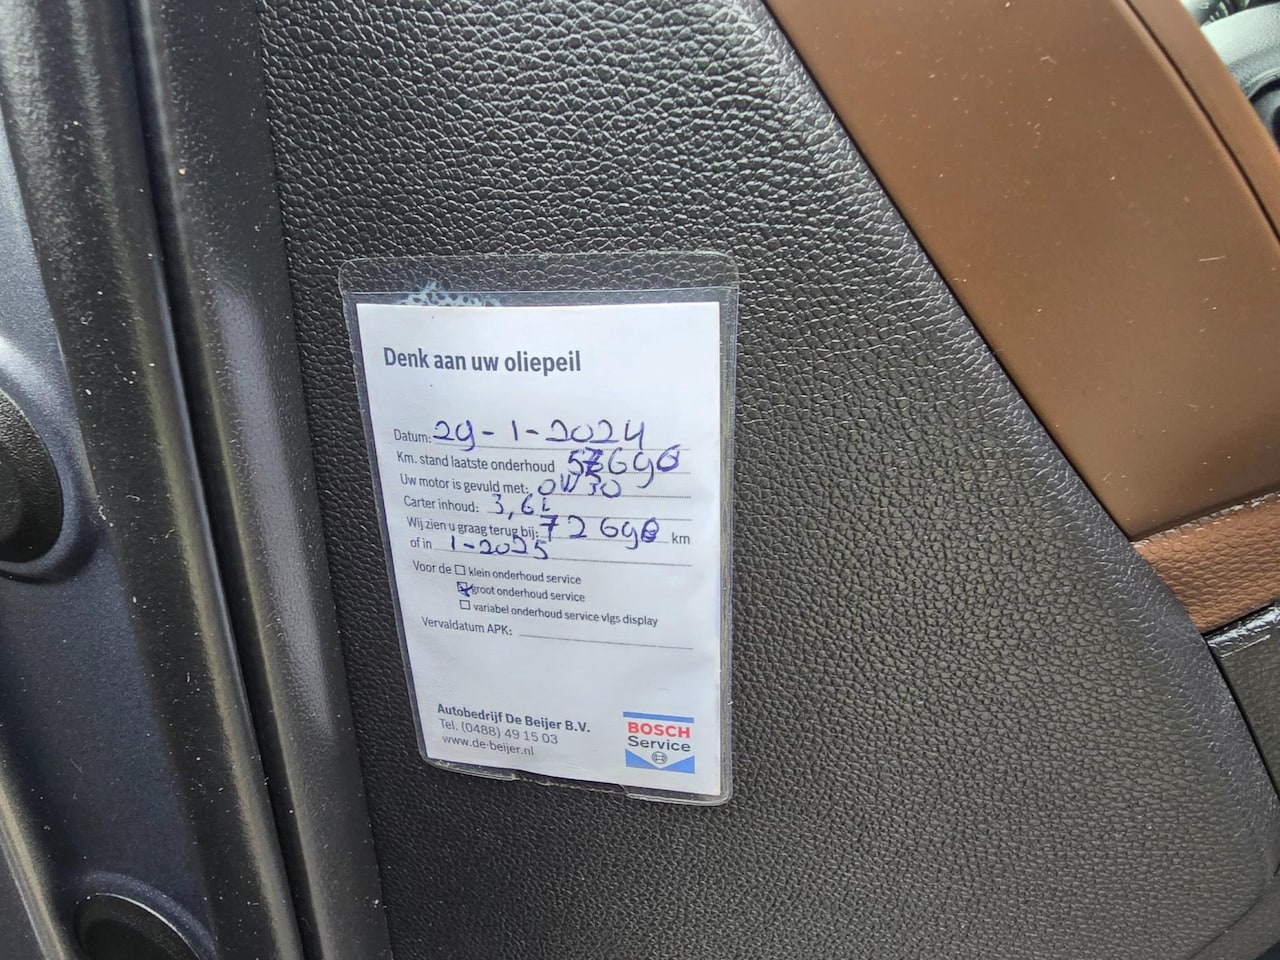 Denk aan uw oliepeil
Datum: 29-1-2024
Km. stand laatste onderhoud 57690
Uw motor is gevuld met: 0W30
Carter inhoud: 3,6L
Wij zien u graag terug bij: 72690 km
of in 1-2025
Voor de ☐ klein onderhoud service
☑ groot onderhoud service
☐ variabel onderhoud service vlgs display
Vervaldatum APK:
Autobedrijf De Beijer B.V.
Tel. (0488) 49 15 03
www.de-beijer.nl
BOSCH
Service